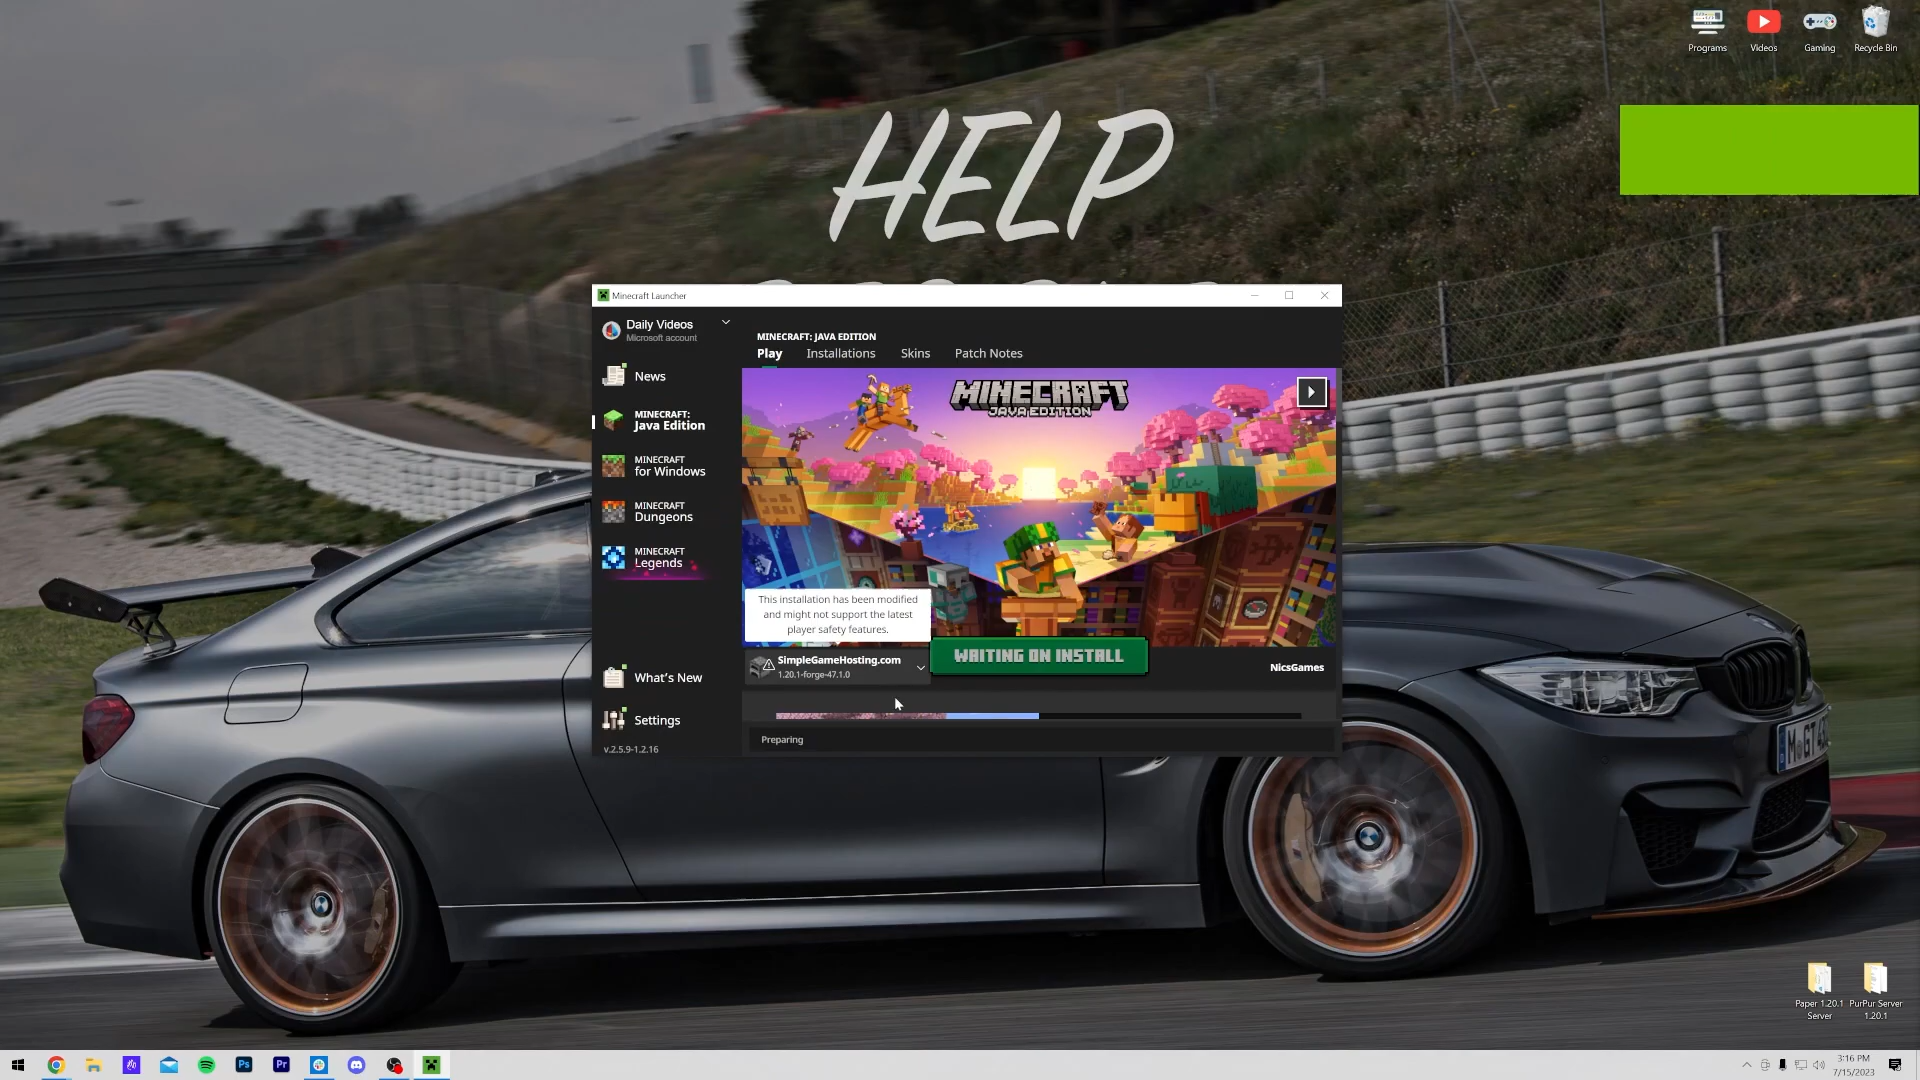 Programs
Videos
Gaming
Recycle Bin
HELP
Minecraft Launcher
Daily Videos
Microsoft account
News
MINECRAFT:
Java Edition
MINECRAFT
for Windows
MINECRAFT
Dungeons
MINECRAFT
Legends
What's New
Settings
v.2.5.9-1.2.16
MINECRAFT: JAVA EDITION
Play
Installations
Skins
Patch Notes
MINECRAFT
JAVA EDITION
This installation has been modified
and might not support the latest
player safety features.
SimpleGameHosting.com
1.20.1-forge-47.1.0
WAITING ON INSTALL
NicsGames
Preparing
Paper 1.20.1
Server
PurPur Server
1.20.1
Ps
Pr
3:16 PM
7/15/2023